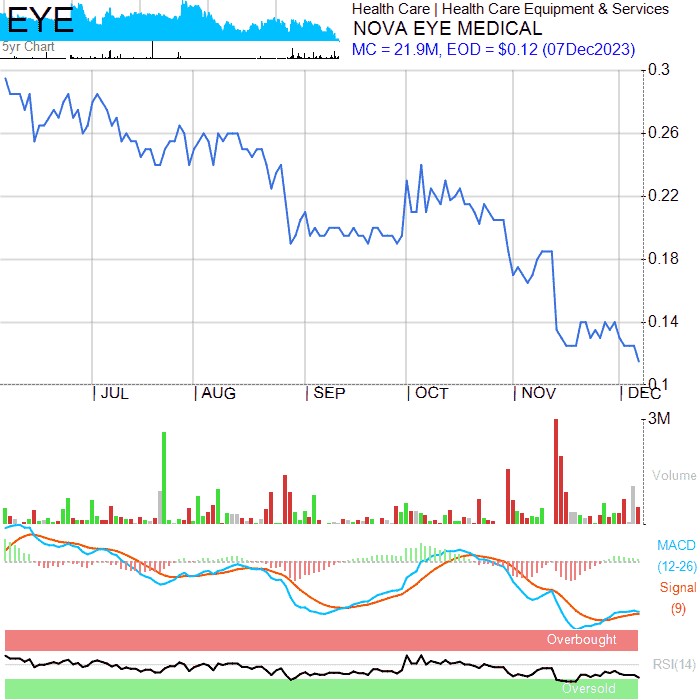 EYE
5yr Chart
Health Care | Health Care Equipment & Services
NOVA EYE MEDICAL
MC = 21.9M, EOD = $0.12 (07Dec2023)
0.3
0.26
0.22
0.18
0.14
0.1
JUL
AUG
SEP
OCT
NOV
DEC
3M
Volume
MACD
(12-26)
Signal
(9)
Overbought
RSI(14)
Oversold